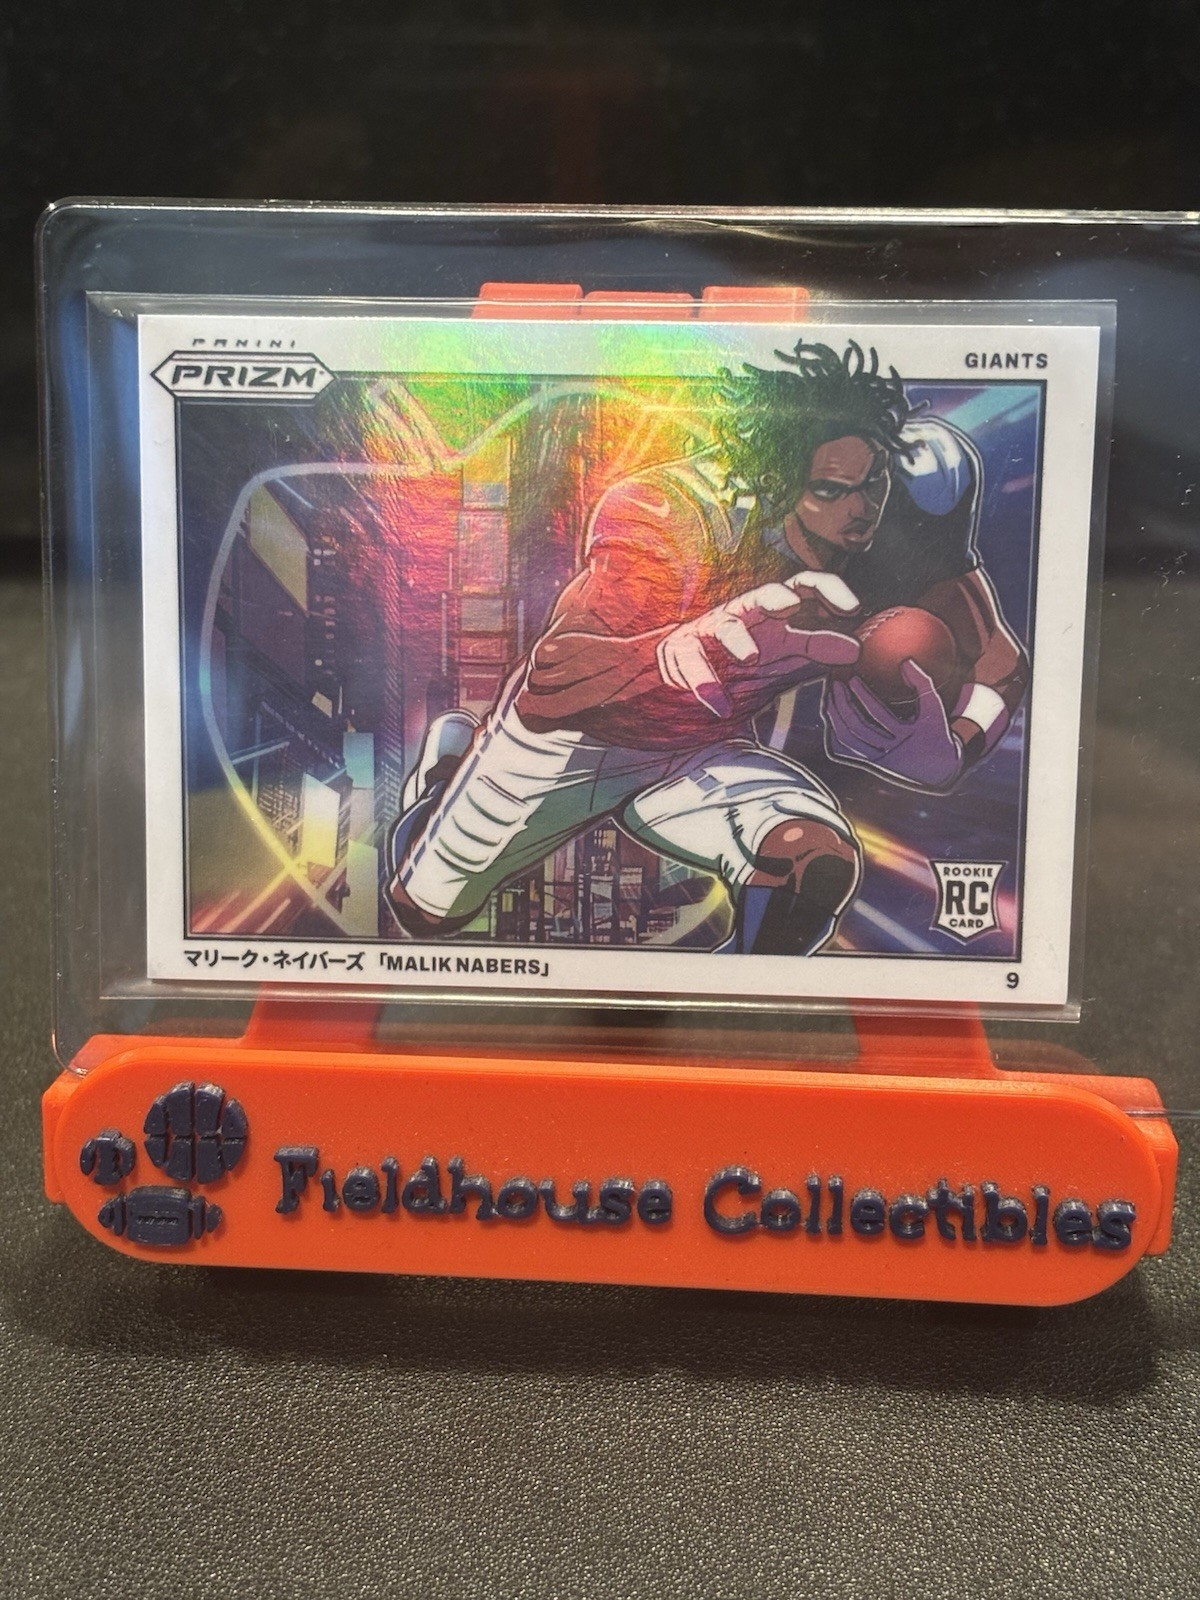 PANINI
PRIZM
GIANTS
ROOKIE
RC
CARD
マリーク・ネイバーズ「MALIK NABERS」
9
Fieldhouse Collectibles